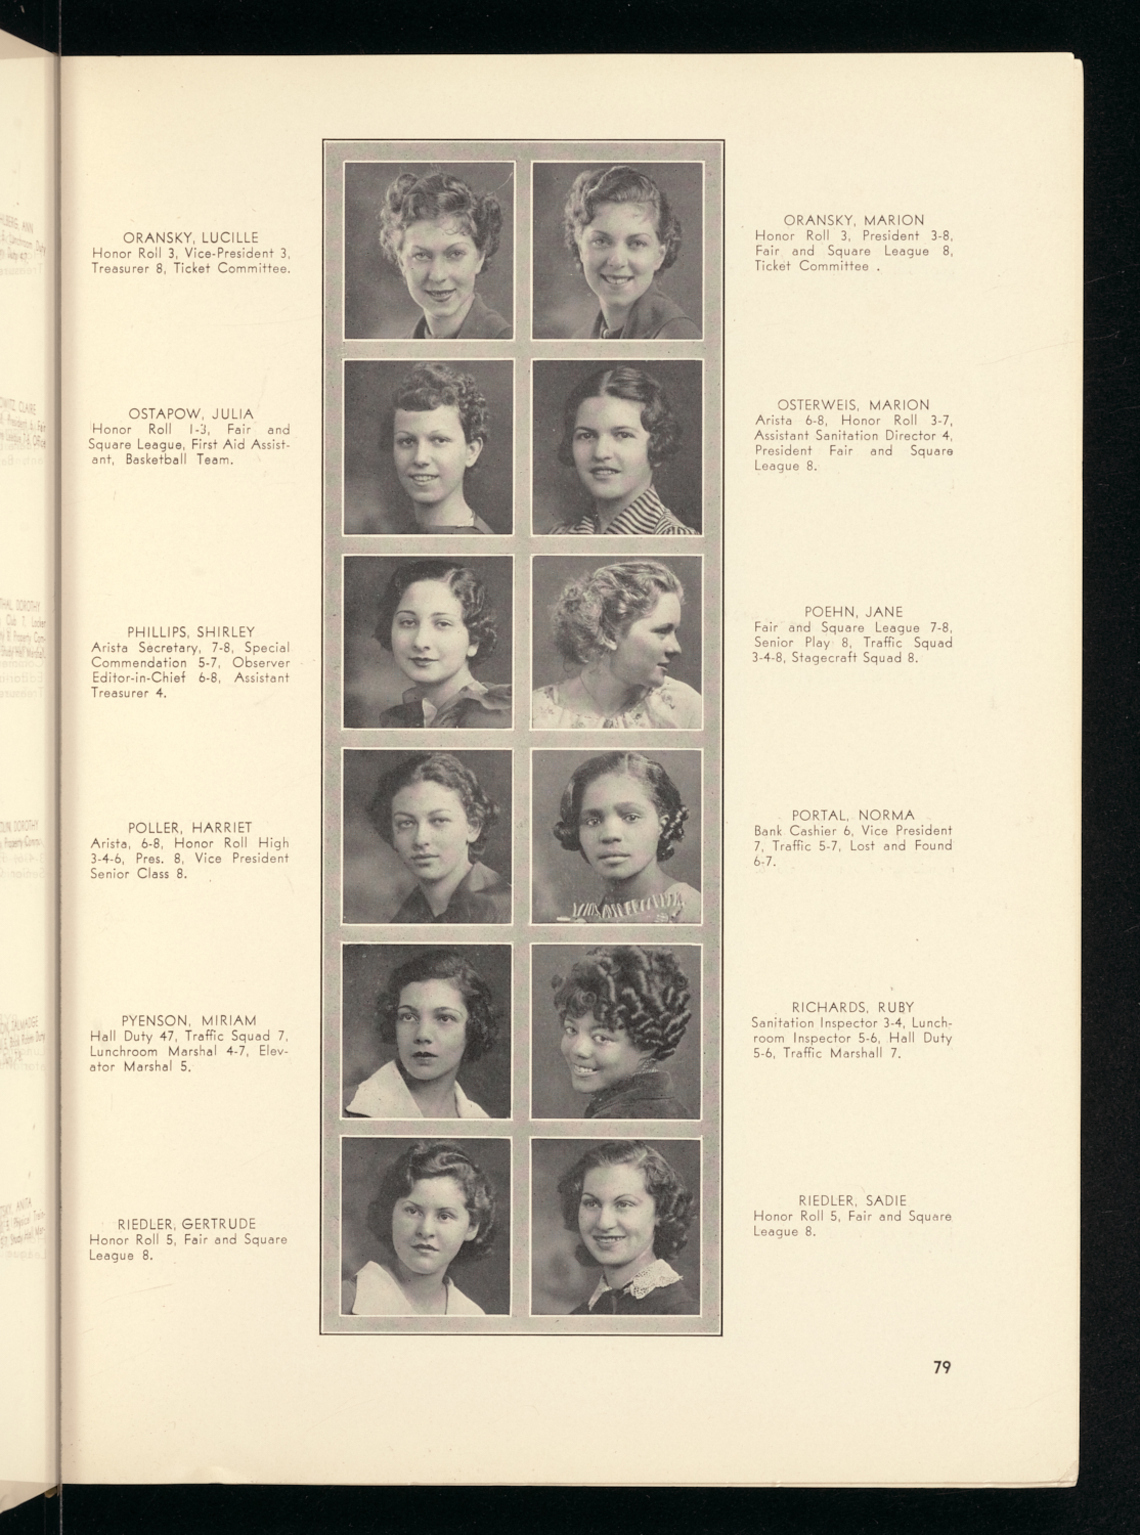 ORANSKY, LUCILLE
Honor Roll 3, Vice-President 3,
Treasurer 8, Ticket Committee.
ORANSKY, MARION
Honor Roll 3, President 3-8,
Fair and Square League 8,
Ticket Committee .
OSTAPOW, JULIA
Honor Roll 1-3, Fair and
Square League, First Aid Assist-
ant, Basketball Team.
OSTERWEIS, MARION
Arista 6-8, Honor Roll 3-7,
Assistant Sanitation Director 4,
President Fair and Square
League 8.
PHILLIPS, SHIRLEY
Arista Secretary, 7-8, Special
Commendation 5-7, Observer
Editor-in-Chief 6-8, Assistant
Treasurer 4.
POEHN, JANE
Fair and Square League 7-8,
Senior Play 8, Traffic Squad
3-4-8, Stagecraft Squad 8.
POLLER, HARRIET
Arista, 6-8, Honor Roll High
3-4-6, Pres. 8, Vice President
Senior Class 8.
PORTAL, NORMA
Bank Cashier 6, Vice President
7, Traffic 5-7, Lost and Found
6-7.
PYENSON, MIRIAM
Hall Duty 47, Traffic Squad 7,
Lunchroom Marshal 4-7, Elev-
ator Marshal 5.
RICHARDS, RUBY
Sanitation Inspector 3-4, Lunch-
room Inspector 5-6, Hall Duty
5-6, Traffic Marshall 7.
RIEDLER, GERTRUDE
Honor Roll 5, Fair and Square
League 8.
RIEDLER, SADIE
Honor Roll 5, Fair and Square
League 8.
79